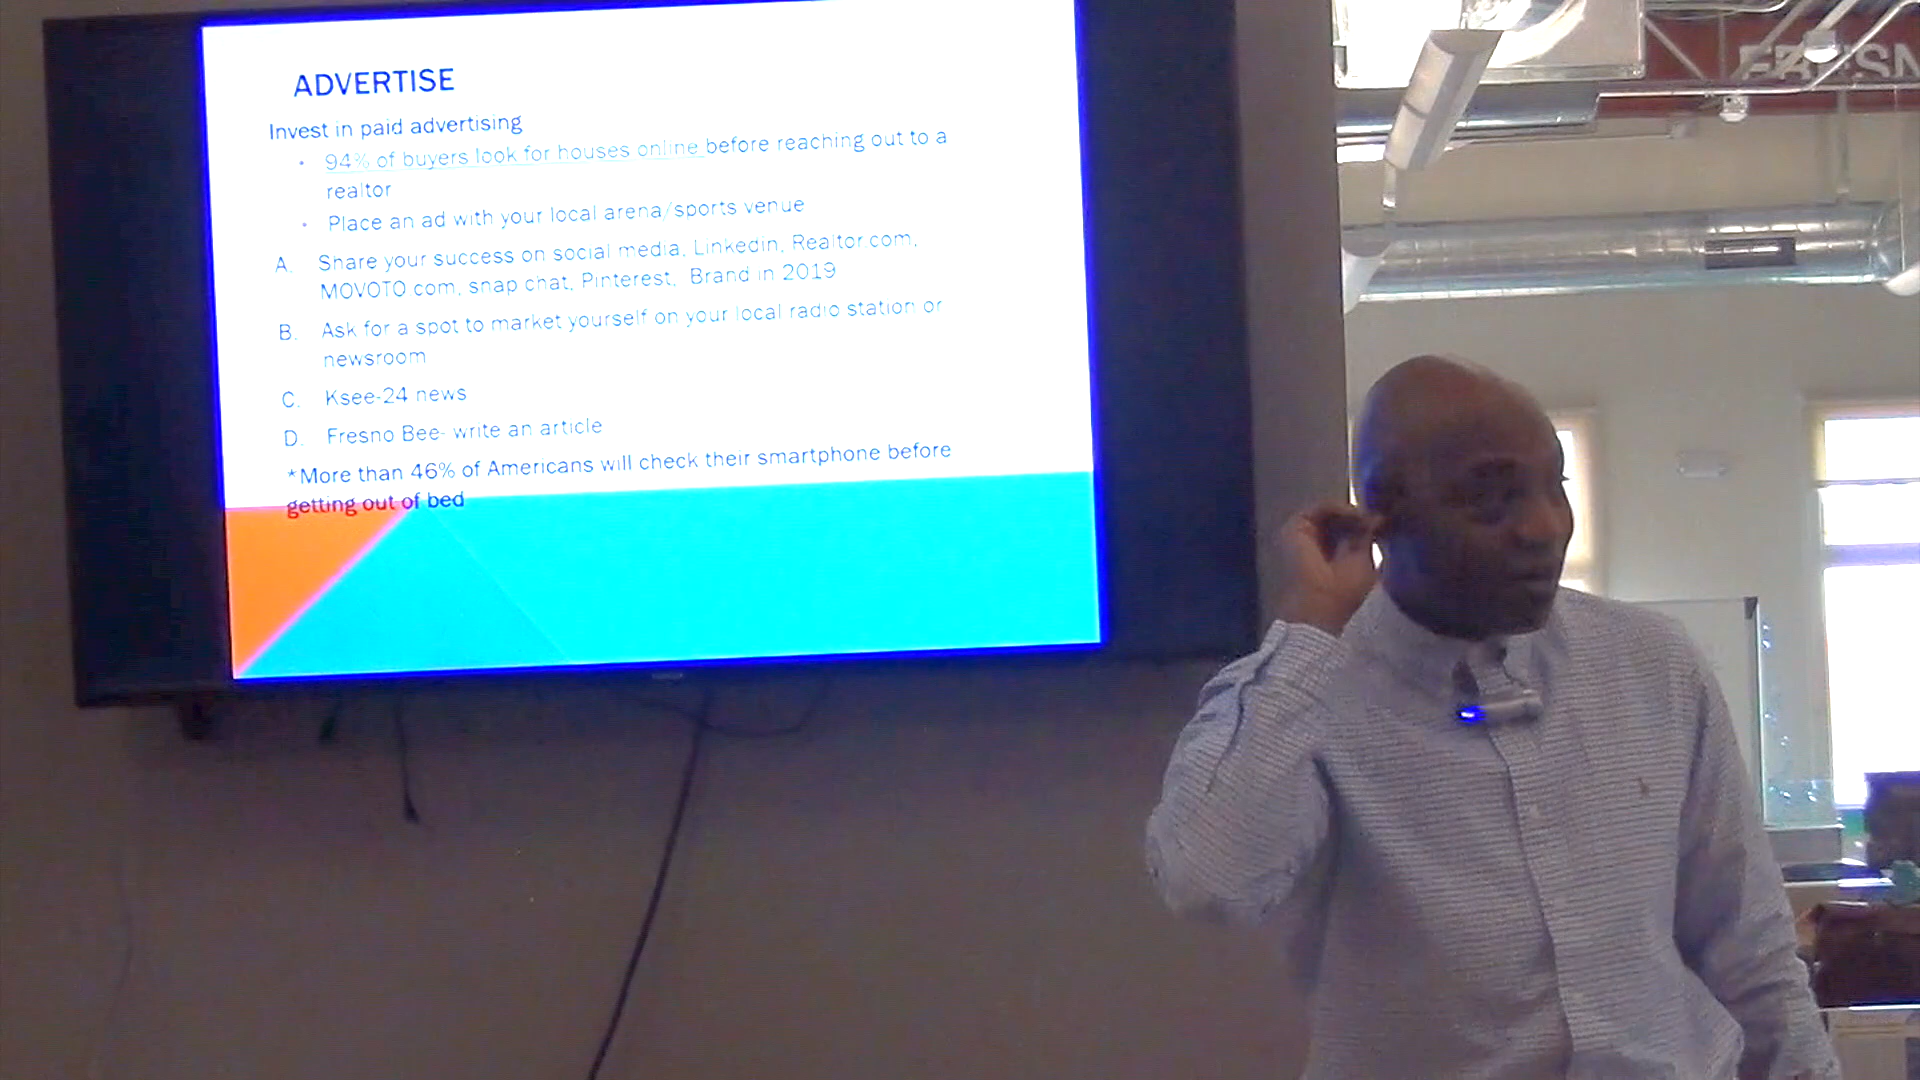 ADVERTISE
Invest in paid advertising
• 94% of buyers look for houses online before reaching out to a
realtor
• Place an ad with your local arena/sports venue
A. Share your success on social media, Linkedin, Realtor.com,
MOVOTO com, snap chat, Pinterest, Brand in 2019
B. Ask for a spot to market yourself on your local radio station or
newsroom
C. Ksee-24 news
D. Fresno Bee- write an article
*More than 46% of Americans will check their smartphone before
getting out of bed